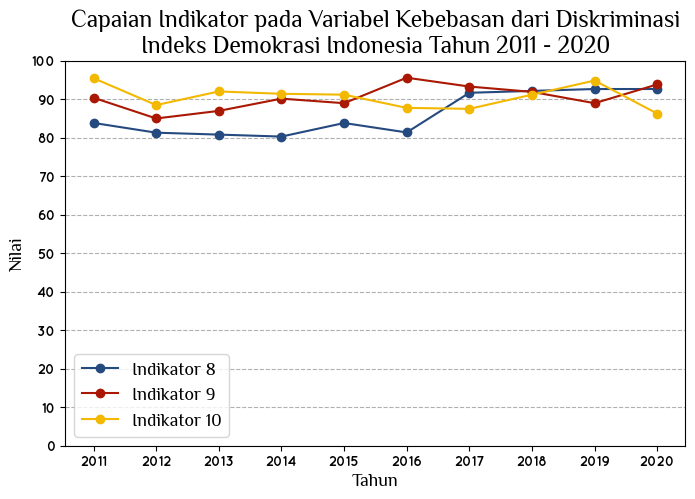 Capaian Indikator pada Variabel Kebebasan dari Diskriminasi
Indeks Demokrasi Indonesia Tahun 2011 - 2020
100
90
80
70
60
50
40
30
20
10
0
Nilai
Indikator 8
Indikator 9
Indikator 10
2011 2012 2013 2014 2015 2016 2017 2018 2019 2020
Tahun